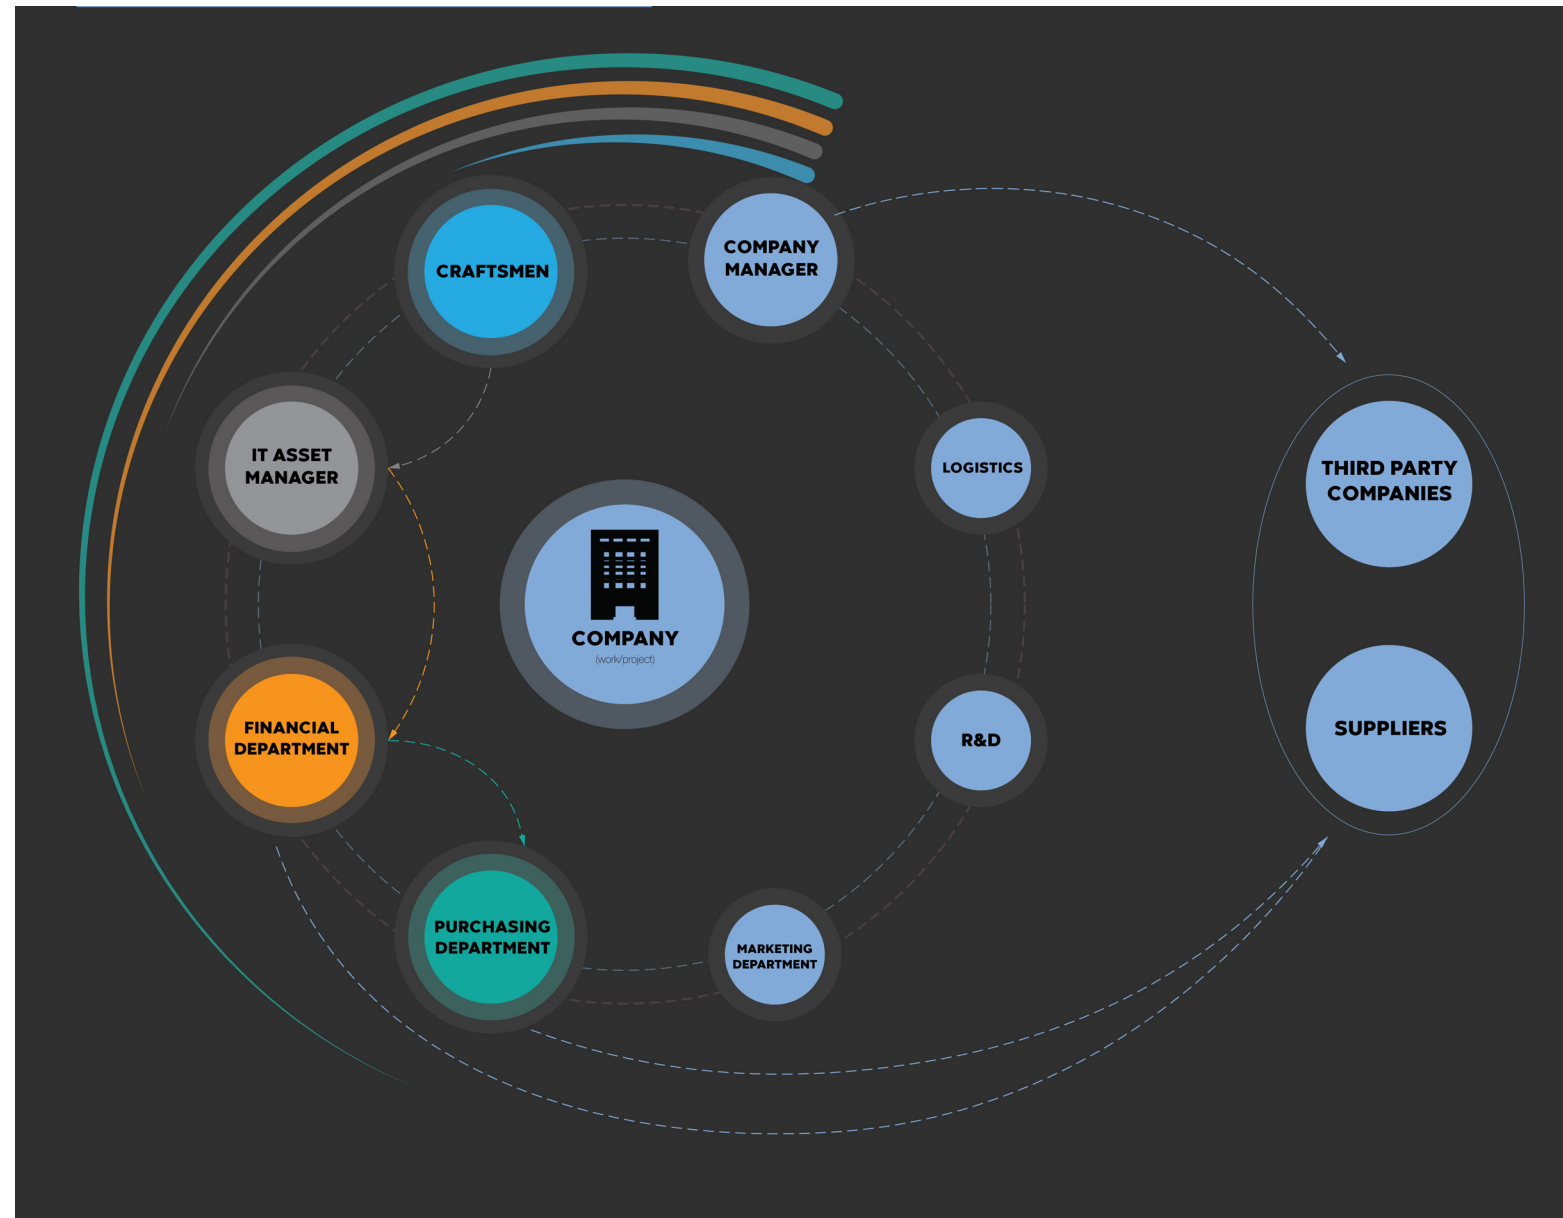 CRAFTSMEN
COMPANY
MANAGER
IT ASSET
MANAGER
LOGISTICS
THIRD PARTY
COMPANIES
COMPANY
(work/project)
FINANCIAL
DEPARTMENT
R&D
SUPPLIERS
PURCHASING
DEPARTMENT
MARKETING
DEPARTMENT